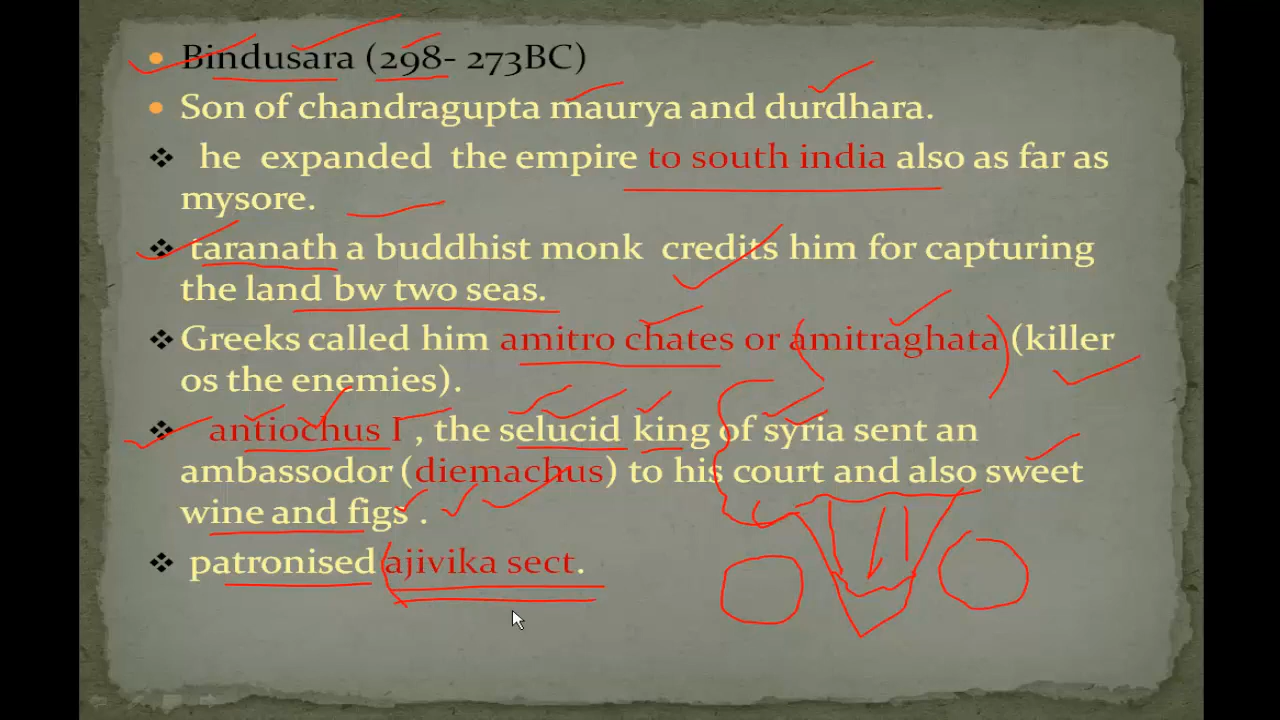 Bindusara (298- 273BC)
Son of chandragupta maurya and durdhara.
he expanded the empire to south india also as far as
mysore.
taranath a buddhist monk credits him for capturing
the land bw two seas.
Greeks called him amitro chates or amitraghata (killer
os the enemies).
antiochus I , the selucid king of syria sent an
ambassodor (diemachus) to his court and also sweet
wine and figs .
patronised ajivika sect.